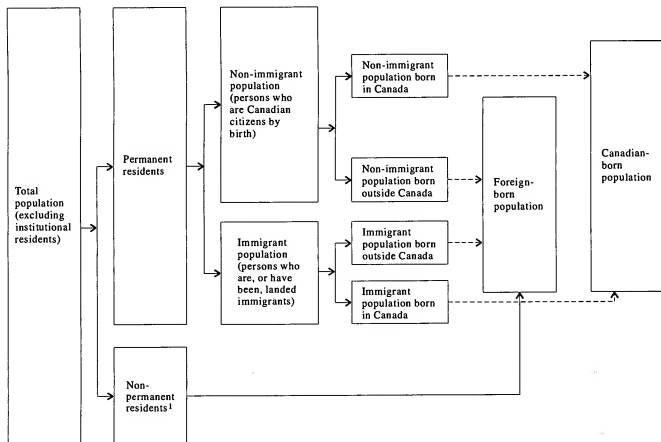 Total
population
(excluding
institutional
residents)
Permanent
residents
Non-
permanent
residents1
Non-immigrant
population
(persons who
are Canadian
citizens by
birth)
Immigrant
population
(persons who
are, or have
been, landed
immigrants)
Non-immigrant
population born
in Canada
Non-immigrant
population born
outside Canada
Immigrant
population born
outside Canada
Immigrant
population born
in Canada
Foreign-
born
population
Canadian-
born
population